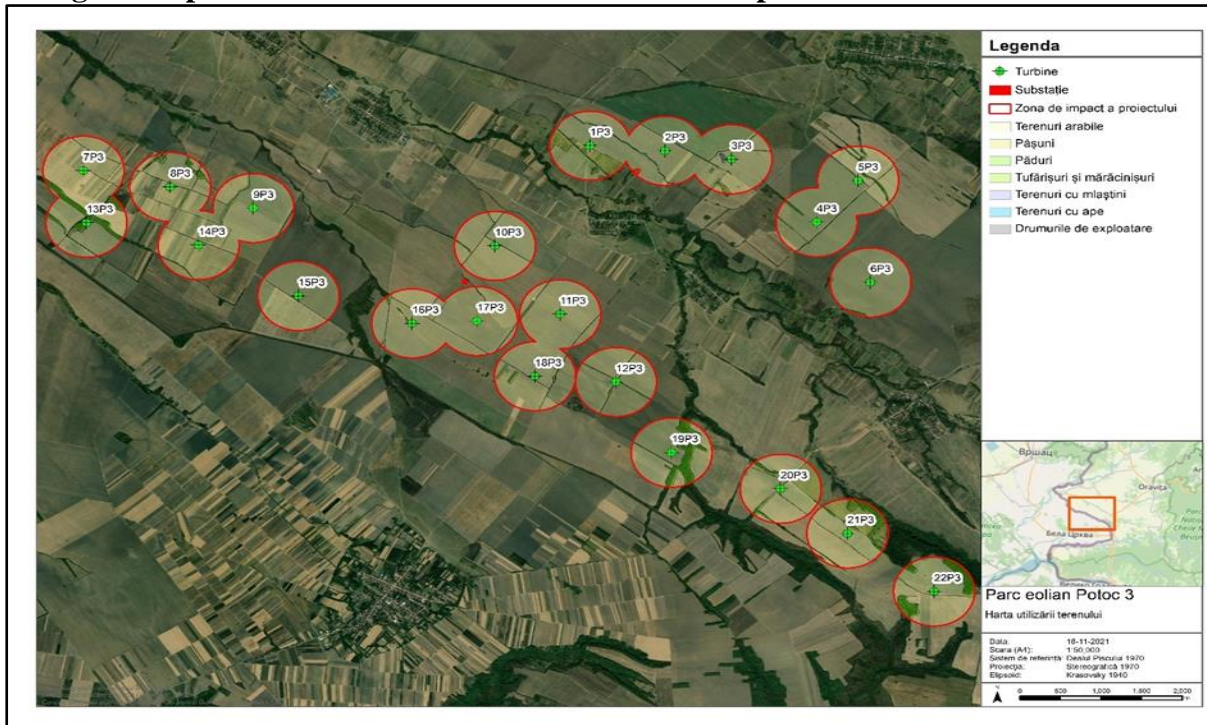 Legenda
Turbine
Substație
Zona de impact a proiectului
Terenuri arabile
Pășuni
Păduri
Tufărișuri și mărăcinișuri
Terenuri cu mlaștini
Terenuri cu ape
Drumurile de exploatare
1P3
2P3
3P3
5P3
7P3
8P3
9P3
13P3
14P3
4P3
10P3
6P3
15P3
16P3
17P3
11P3
18P3
12P3
19P3
20P3
21P3
22P3
Вршац
Oravița
Бела Црква
Parc eolian Potoc 3
Harta utilizării terenului
Data: 16-11-2021
Scara (A4): 1:50,000
Sistem de referință: Dealul Piscului 1970
Proiecția: Stereografică 1970
Elipsoid: Krasovsky 1940
N
0 500 1,000 1,500 2,000